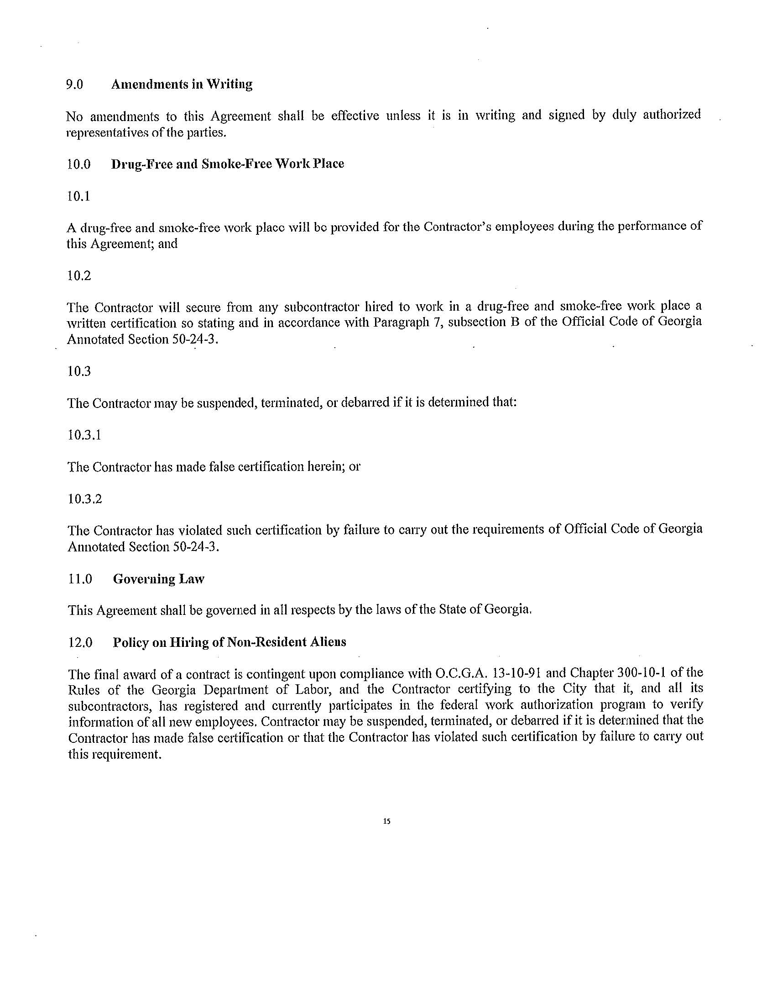 9.0 Amendments in Writing
No amendments to this Agreement shall be effective unless it is in writing and signed by duly authorized
representatives of the parties.
10.0 Drug-Free and Smoke-Free Work Place
10.1
A drug-free and smoke-free work place will be provided for the Contractor's employees during the performance of
this Agreement; and
10.2
The Contractor will secure from any subcontractor hired to work in a drug-free and smoke-free work place a
written certification so stating and in accordance with Paragraph 7, subsection B of the Official Code of Georgia
Annotated Section 50-24-3.
10.3
The Contractor may be suspended, terminated, or debarred if it is determined that:
10.3.1
The Contractor has made false certification herein; or
10.3.2
The Contractor has violated such certification by failure to carry out the requirements of Official Code of Georgia
Annotated Section 50-24-3.
11.0 Governing Law
This Agreement shall be governed in all respects by the laws of the State of Georgia.
12.0 Policy on Hiring of Non-Resident Aliens
The final award of a contract is contingent upon compliance with O.C.G.A. 13-10-91 and Chapter 300-10-1 of the
Rules of the Georgia Department of Labor, and the Contractor certifying to the City that it, and all its
subcontractors, has registered and currently participates in the federal work authorization program to verify
information of all new employees. Contractor may be suspended, terminated, or debarred if it is determined that the
Contractor has made false certification or that the Contractor has violated such certification by failure to carry out
this requirement.
15